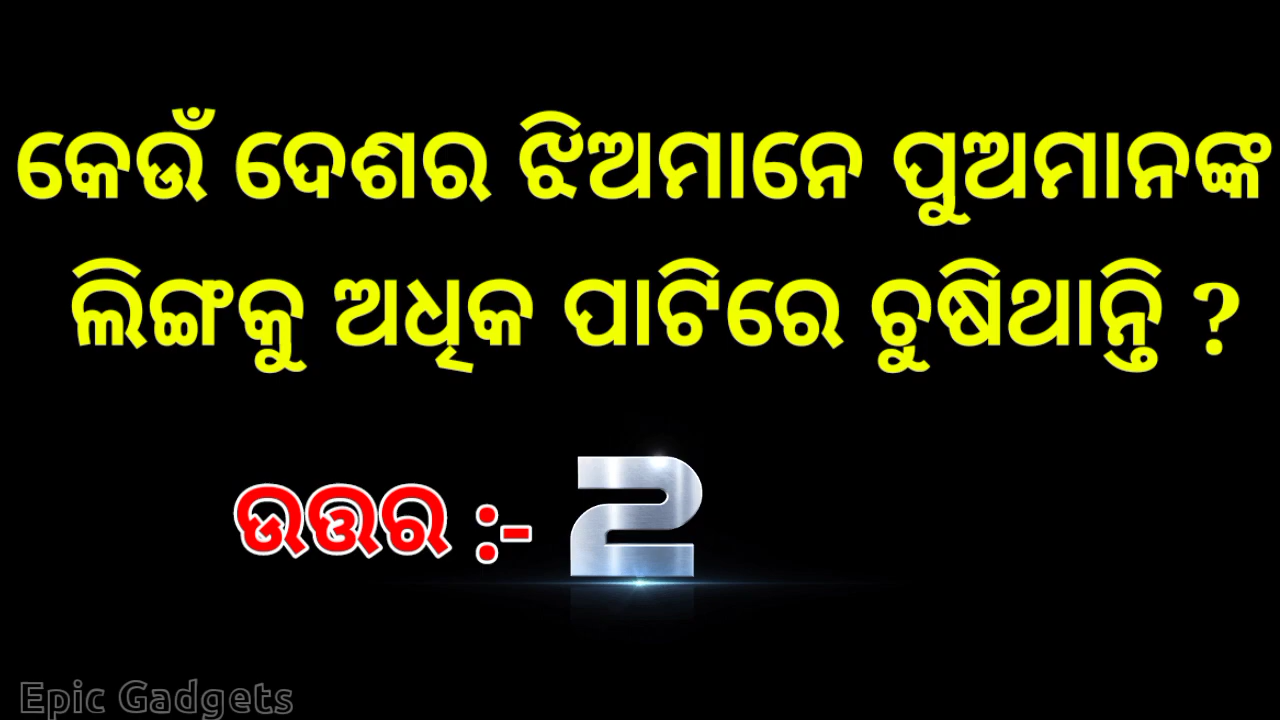 କେଉଁ ଦେଶର ଝିଅମାନେ ପୁଅମାନଙ୍କ
ଲିଙ୍ଗକୁ ଅଧିକ ପାଟିରେ ଚୁଷିଥାନ୍ତି ?
ଉତ୍ତର :- 2
Epic Gadgets